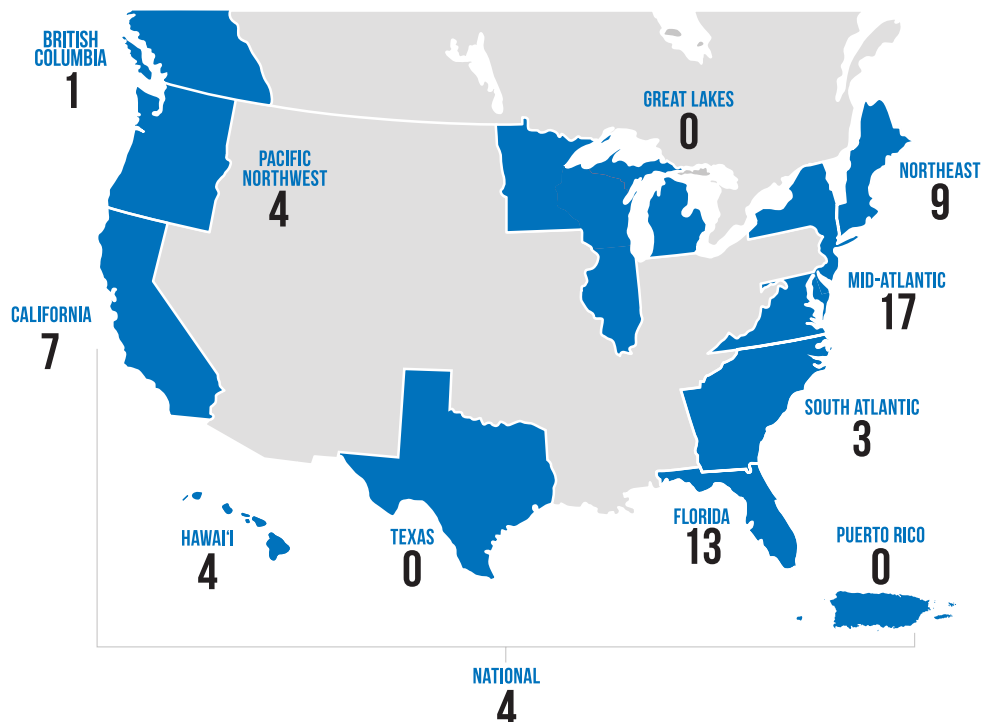 BRITISH
COLUMBIA
1
GREAT LAKES
0
PACIFIC
NORTHWEST
4
NORTHEAST
9
MID-ATLANTIC
17
CALIFORNIA
7
SOUTH ATLANTIC
3
HAWAI‘I
4
TEXAS
0
FLORIDA
13
PUERTO RICO
0
NATIONAL
4